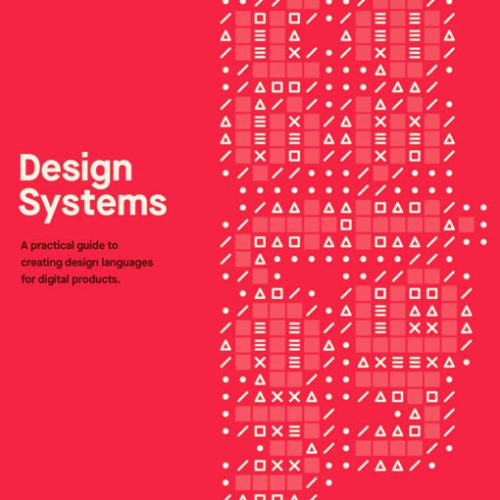 Design
Systems
A practical guide to
creating design languages
for digital products.